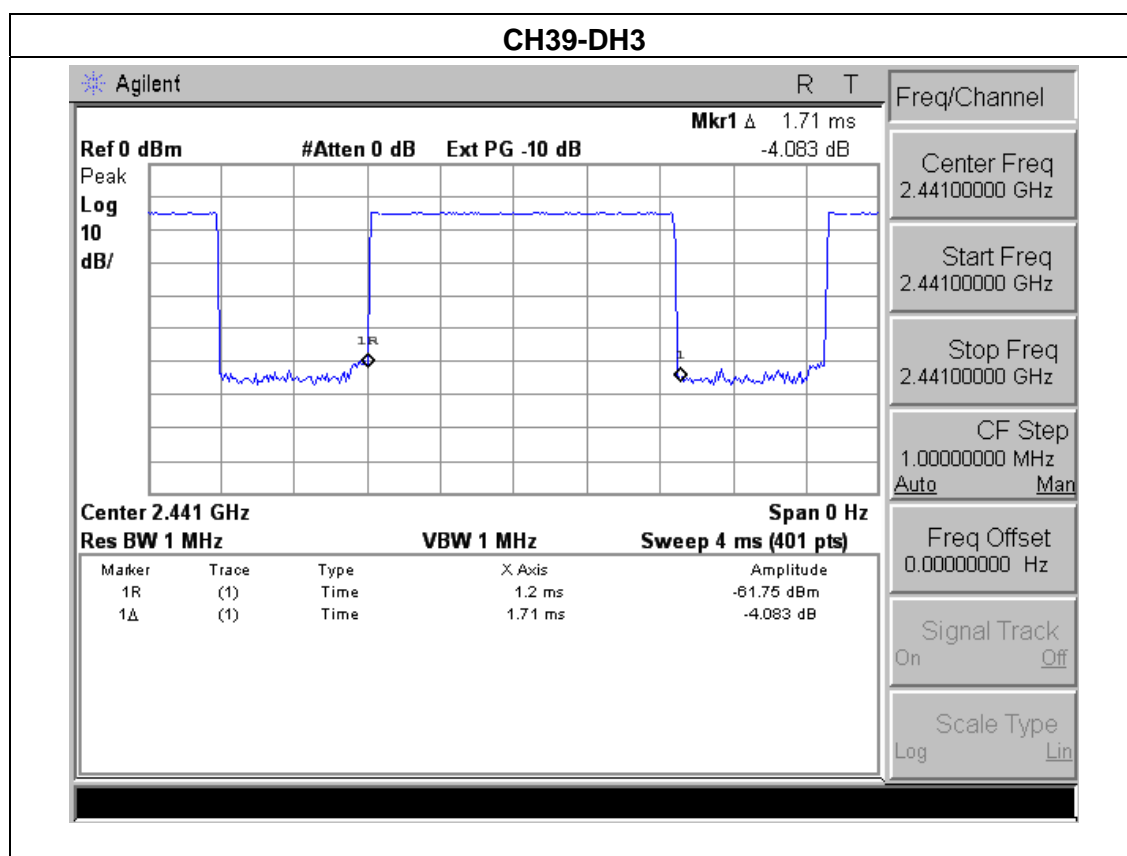 CH39-DH3
Agilent R T
Mkr1 Δ 1.71 ms
Ref 0 dBm #Atten 0 dB Ext PG -10 dB -4.083 dB
Peak
Log
10
dB/
1R
1
Center 2.441 GHz Span 0 Hz
Res BW 1 MHz VBW 1 MHz Sweep 4 ms (401 pts)
Marker Trace Type X Axis Amplitude
1R (1) Time 1.2 ms -61.75 dBm
1Δ (1) Time 1.71 ms -4.083 dB
Freq/Channel
Center Freq
2.44100000 GHz
Start Freq
2.44100000 GHz
Stop Freq
2.44100000 GHz
CF Step
1.00000000 MHz
Auto Man
Freq Offset
0.00000000 Hz
Signal Track
On Off
Scale Type
Log Lin